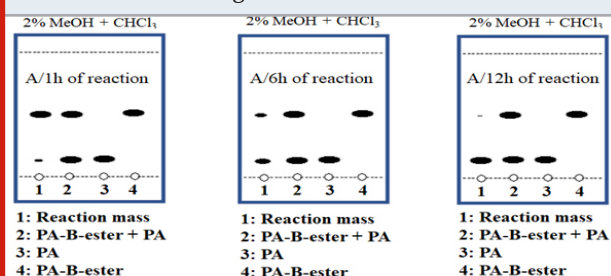 2% MeOH + CHCl₃
A/1h of reaction
1 2 3 4
1: Reaction mass
2: PA-B-ester + PA
3: PA
4: PA-B-ester
2% MeOH + CHCl₃
A/6h of reaction
1 2 3 4
1: Reaction mass
2: PA-B-ester + PA
3: PA
4: PA-B-ester
2% MeOH + CHCl₃
A/12h of reaction
1 2 3 4
1: Reaction mass
2: PA-B-ester + PA
3: PA
4: PA-B-ester